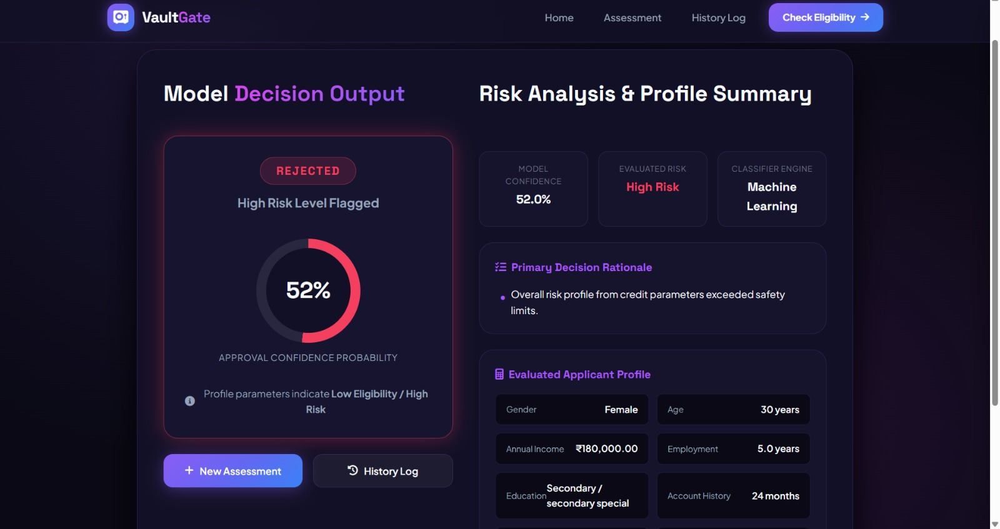 VaultGate
Home
Assessment
History Log
Check Eligibility
Model Decision Output
REJECTED
High Risk Level Flagged
52%
APPROVAL CONFIDENCE PROBABILITY
Profile parameters indicate Low Eligibility / High
Risk
New Assessment
History Log
Risk Analysis & Profile Summary
MODEL
CONFIDENCE
52.0%
EVALUATED RISK
High Risk
CLASSIFIER ENGINE
Machine
Learning
Primary Decision Rationale
Overall risk profile from credit parameters exceeded safety
limits.
Evaluated Applicant Profile
Gender
Female
Age
30 years
Annual Income
₹180,000.00
Employment
5.0 years
Education
Secondary /
secondary special
Account History
24 months